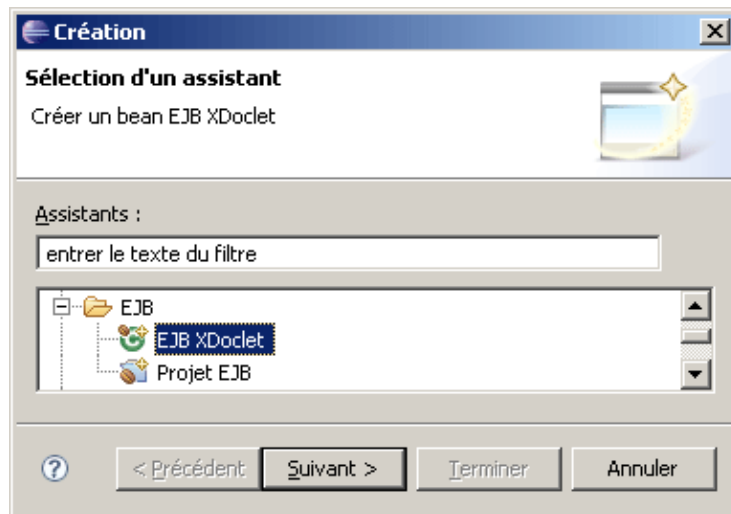 Création
Sélection d'un assistant
Créer un bean EJB XDoclet
Assistants :
entrer le texte du filtre
EJB
EJB XDoclet
Projet EJB
< Précédent Suivant > Terminer Annuler